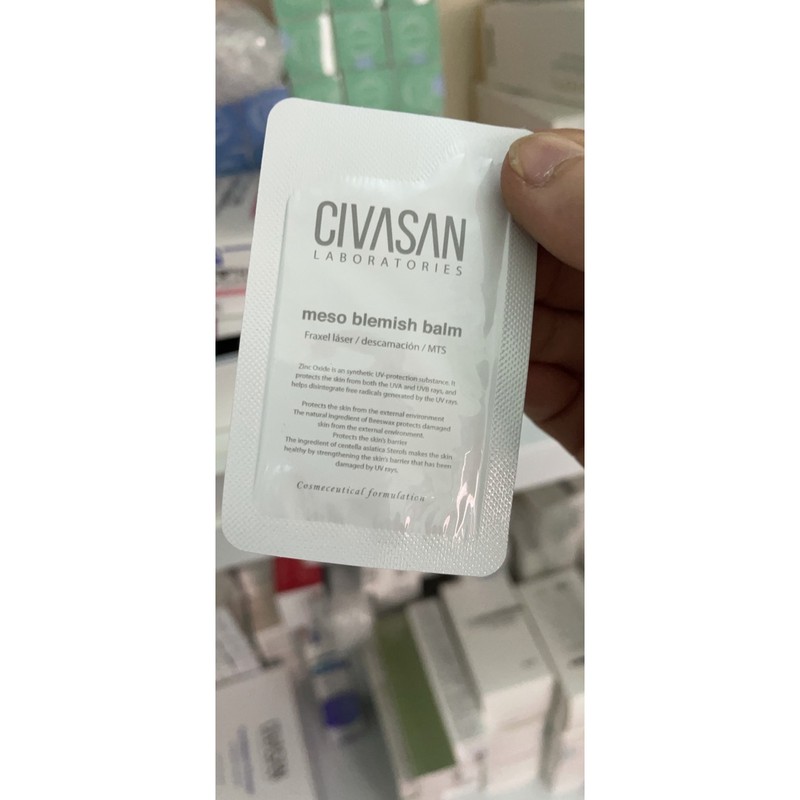 CIVASAN
LABORATORIES
meso blemish balm
Fraxel láser / descamación / MTS
Zinc Oxide is an synthetic UV-protection substance. It
protects the skin from both the UVA and UVB rays, and
helps disintegrate free radicals generated by the UV rays.
Protects the skin from the external environment
The natural ingredient of Beeswax protects damaged
skin from the external environment.
Protects the skin's barrier
The ingredient of centella asiatica Sterols makes the skin
healthy by strengthening the skin's barrier that has been
damaged by UV rays.
Cosmeceutical formulation
CIVASAN